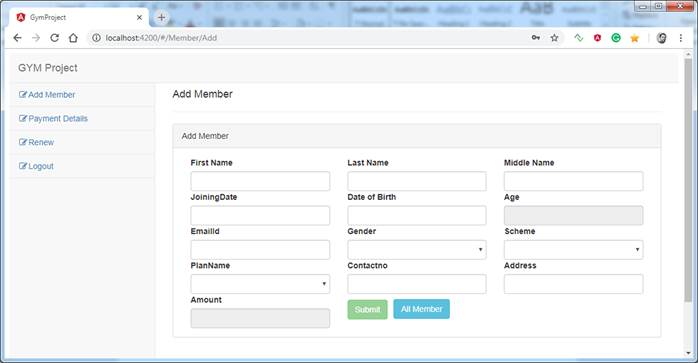 GymProject
localhost:4200/#/Member/Add
GYM Project
Add Member
Payment Details
Renew
Logout
Add Member
Add Member
First Name Last Name Middle Name
JoiningDate Date of Birth Age
EmailId Gender Scheme
PlanName Contactno Address
Amount Submit All Member